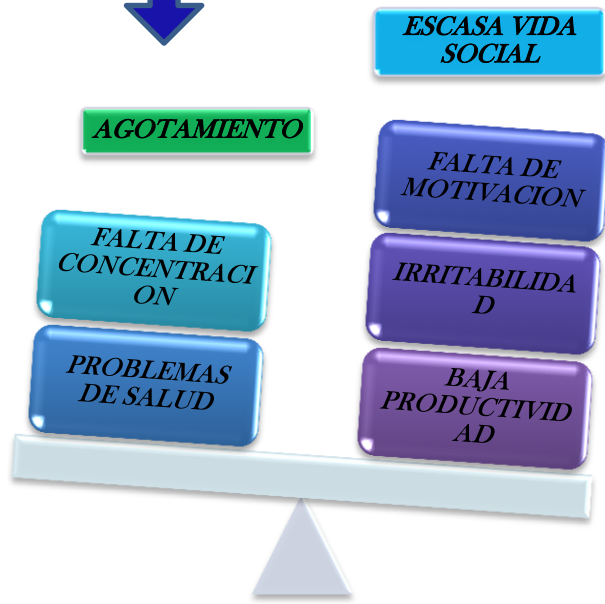 ESCASA VIDA
SOCIAL
AGOTAMIENTO
FALTA DE
MOTIVACION
FALTA DE
CONCENTRACI
ON
IRRITABILIDA
D
PROBLEMAS
DE SALUD
BAJA
PRODUCTIVID
AD